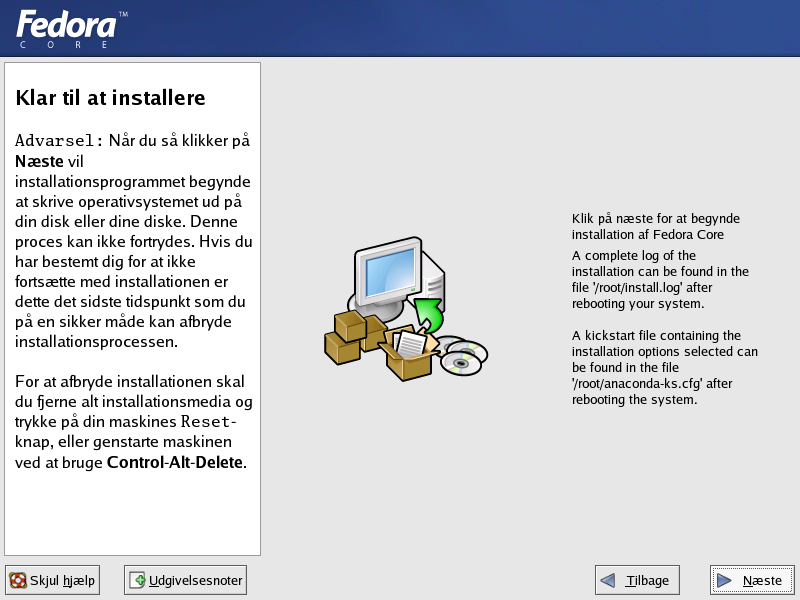 Fedora™
CORE
Klar til at installere
Advarsel: Når du så klikker på
Næste vil
installationsprogrammet begynde
at skrive operativsystemet ud på
din disk eller dine diske. Denne
proces kan ikke fortrydes. Hvis du
har bestemt dig for at ikke
fortsætte med installationen er
dette det sidste tidspunkt som du
på en sikker måde kan afbryde
installationsprocessen.
For at afbryde installationen skal
du fjerne alt installationsmedia og
trykke på din maskines Reset-
knap, eller genstarte maskinen
ved at bruge Control-Alt-Delete.
Klik på næste for at begynde
installation af Fedora Core
A complete log of the
installation can be found in the
file '/root/install.log' after
rebooting your system.
A kickstart file containing the
installation options selected can
be found in the file
'/root/anaconda-ks.cfg' after
rebooting the system.
Skjul hjælp
Udgivelsesnoter
Tilbage
Næste